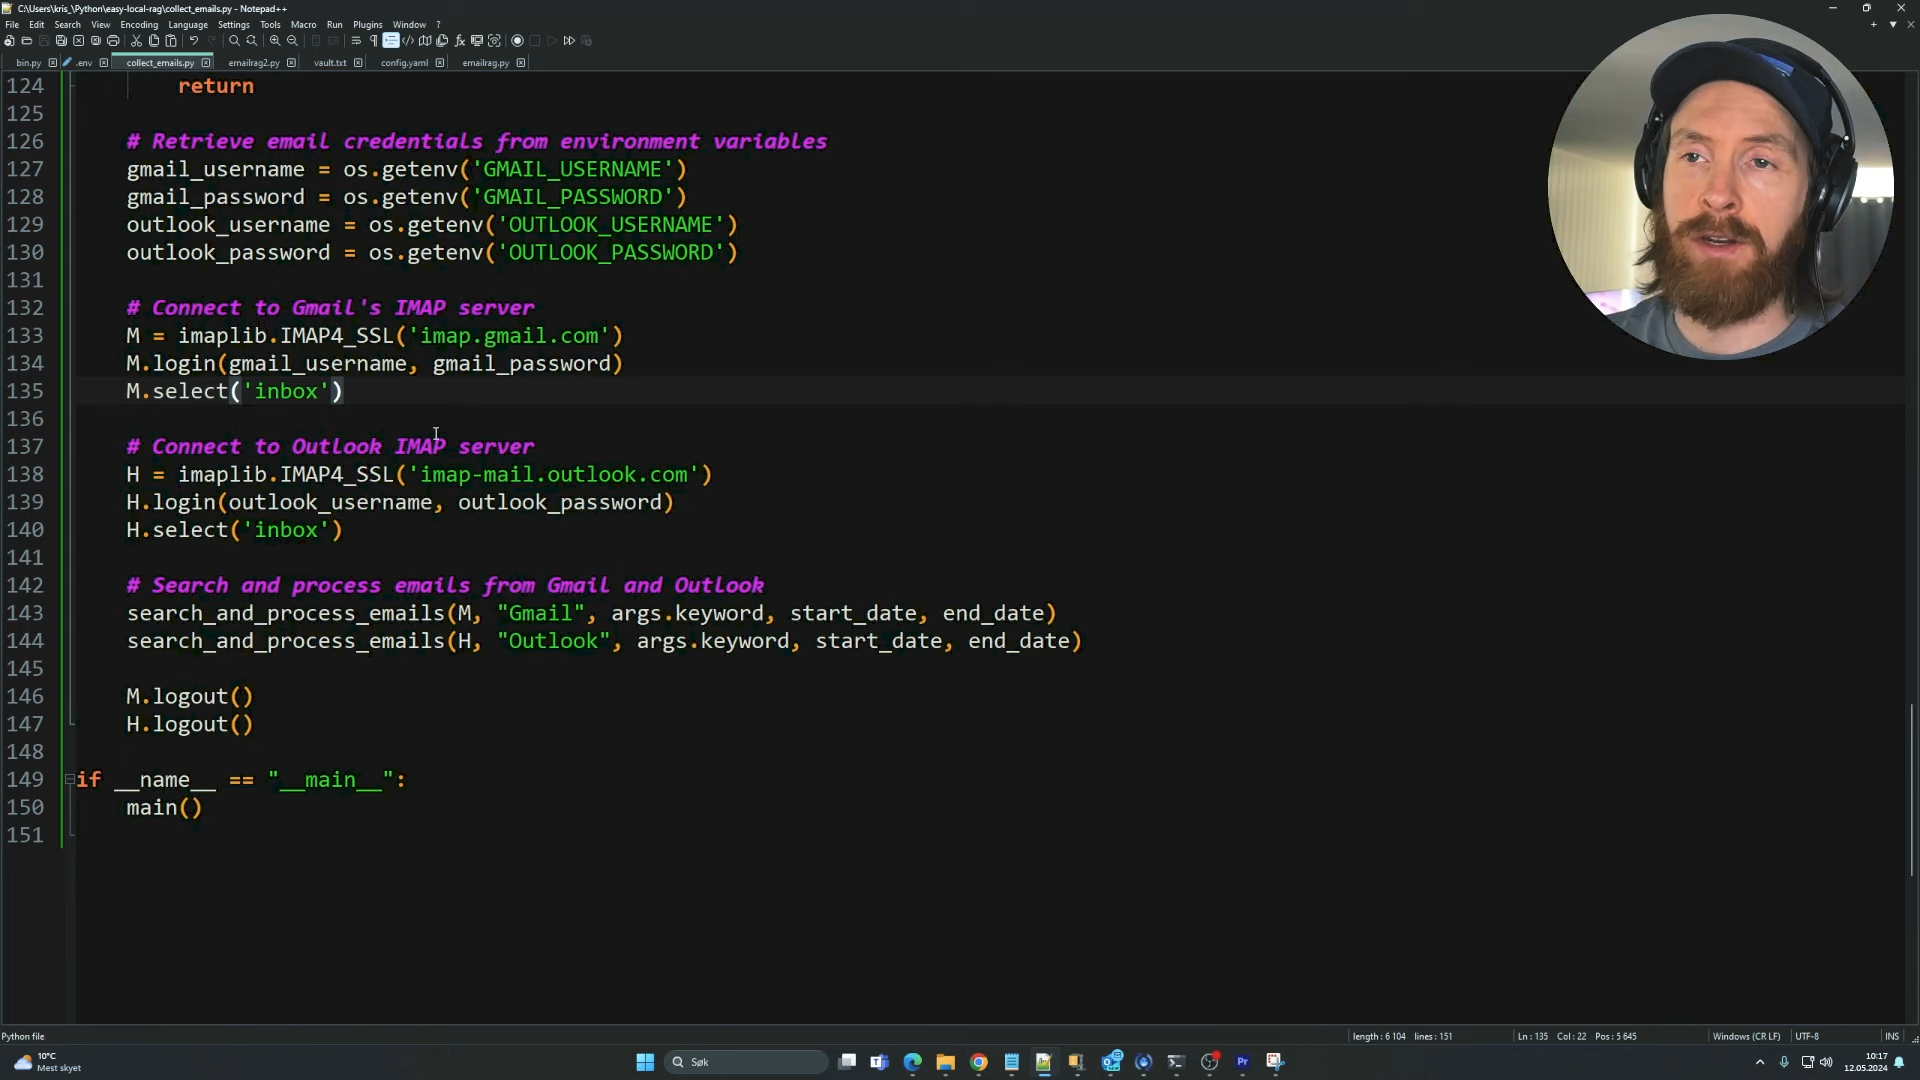 C:\Users\kris_\Python\easy-local-rag\collect_emails.py - Notepad++
File Edit Search View Encoding Language Settings Tools Macro Run Plugins Window ?
bin.py .env collect_emails.py emailrag2.py vault.txt config.yaml emailrag.py
124 return
125
126 # Retrieve email credentials from environment variables
127 gmail_username = os.getenv('GMAIL_USERNAME')
128 gmail_password = os.getenv('GMAIL_PASSWORD')
129 outlook_username = os.getenv('OUTLOOK_USERNAME')
130 outlook_password = os.getenv('OUTLOOK_PASSWORD')
131
132 # Connect to Gmail's IMAP server
133 M = imaplib.IMAP4_SSL('imap.gmail.com')
134 M.login(gmail_username, gmail_password)
135 M.select('inbox')
136
137 # Connect to Outlook IMAP server
138 H = imaplib.IMAP4_SSL('imap-mail.outlook.com')
139 H.login(outlook_username, outlook_password)
140 H.select('inbox')
141
142 # Search and process emails from Gmail and Outlook
143 search_and_process_emails(M, "Gmail", args.keyword, start_date, end_date)
144 search_and_process_emails(H, "Outlook", args.keyword, start_date, end_date)
145
146 M.logout()
147 H.logout()
148
149 if __name__ == "__main__":
150 main()
151
Python file length : 6 104 lines : 151 Ln : 135 Col : 22 Pos : 5 645 Windows (CR LF) UTF-8 INS
10°C
Mest skyet
Søk
10:17
12.05.2024